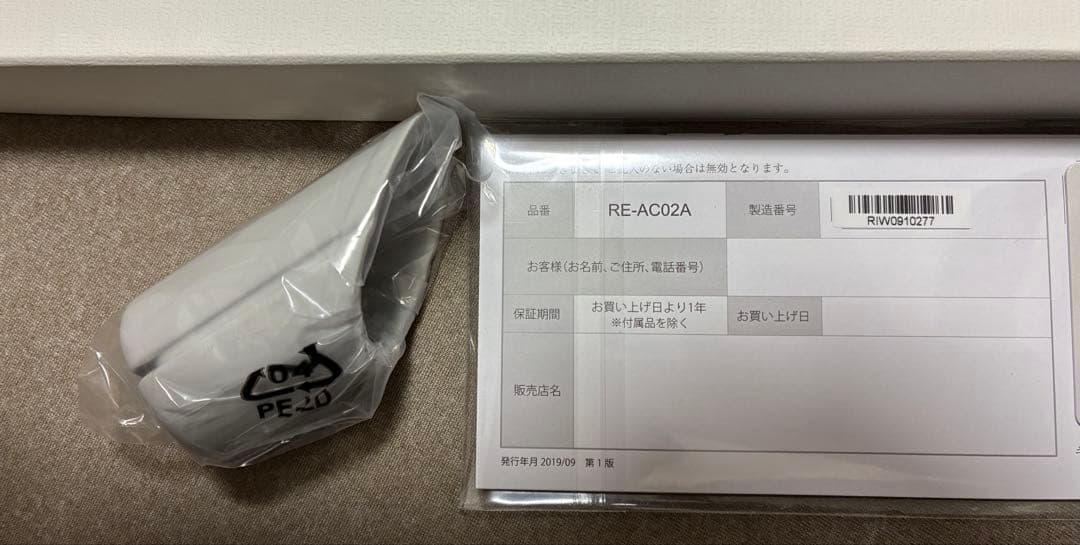 記入のない場合は無効となります。
品番 RE-AC02A 製造番号 RIW0910277
お客様(お名前、ご住所、電話番号)
保証期間 お買い上げ日より1年 お買い上げ日
※付属品を除く
販売店名
発行年月 2019/09 第1版
04
PE-LD